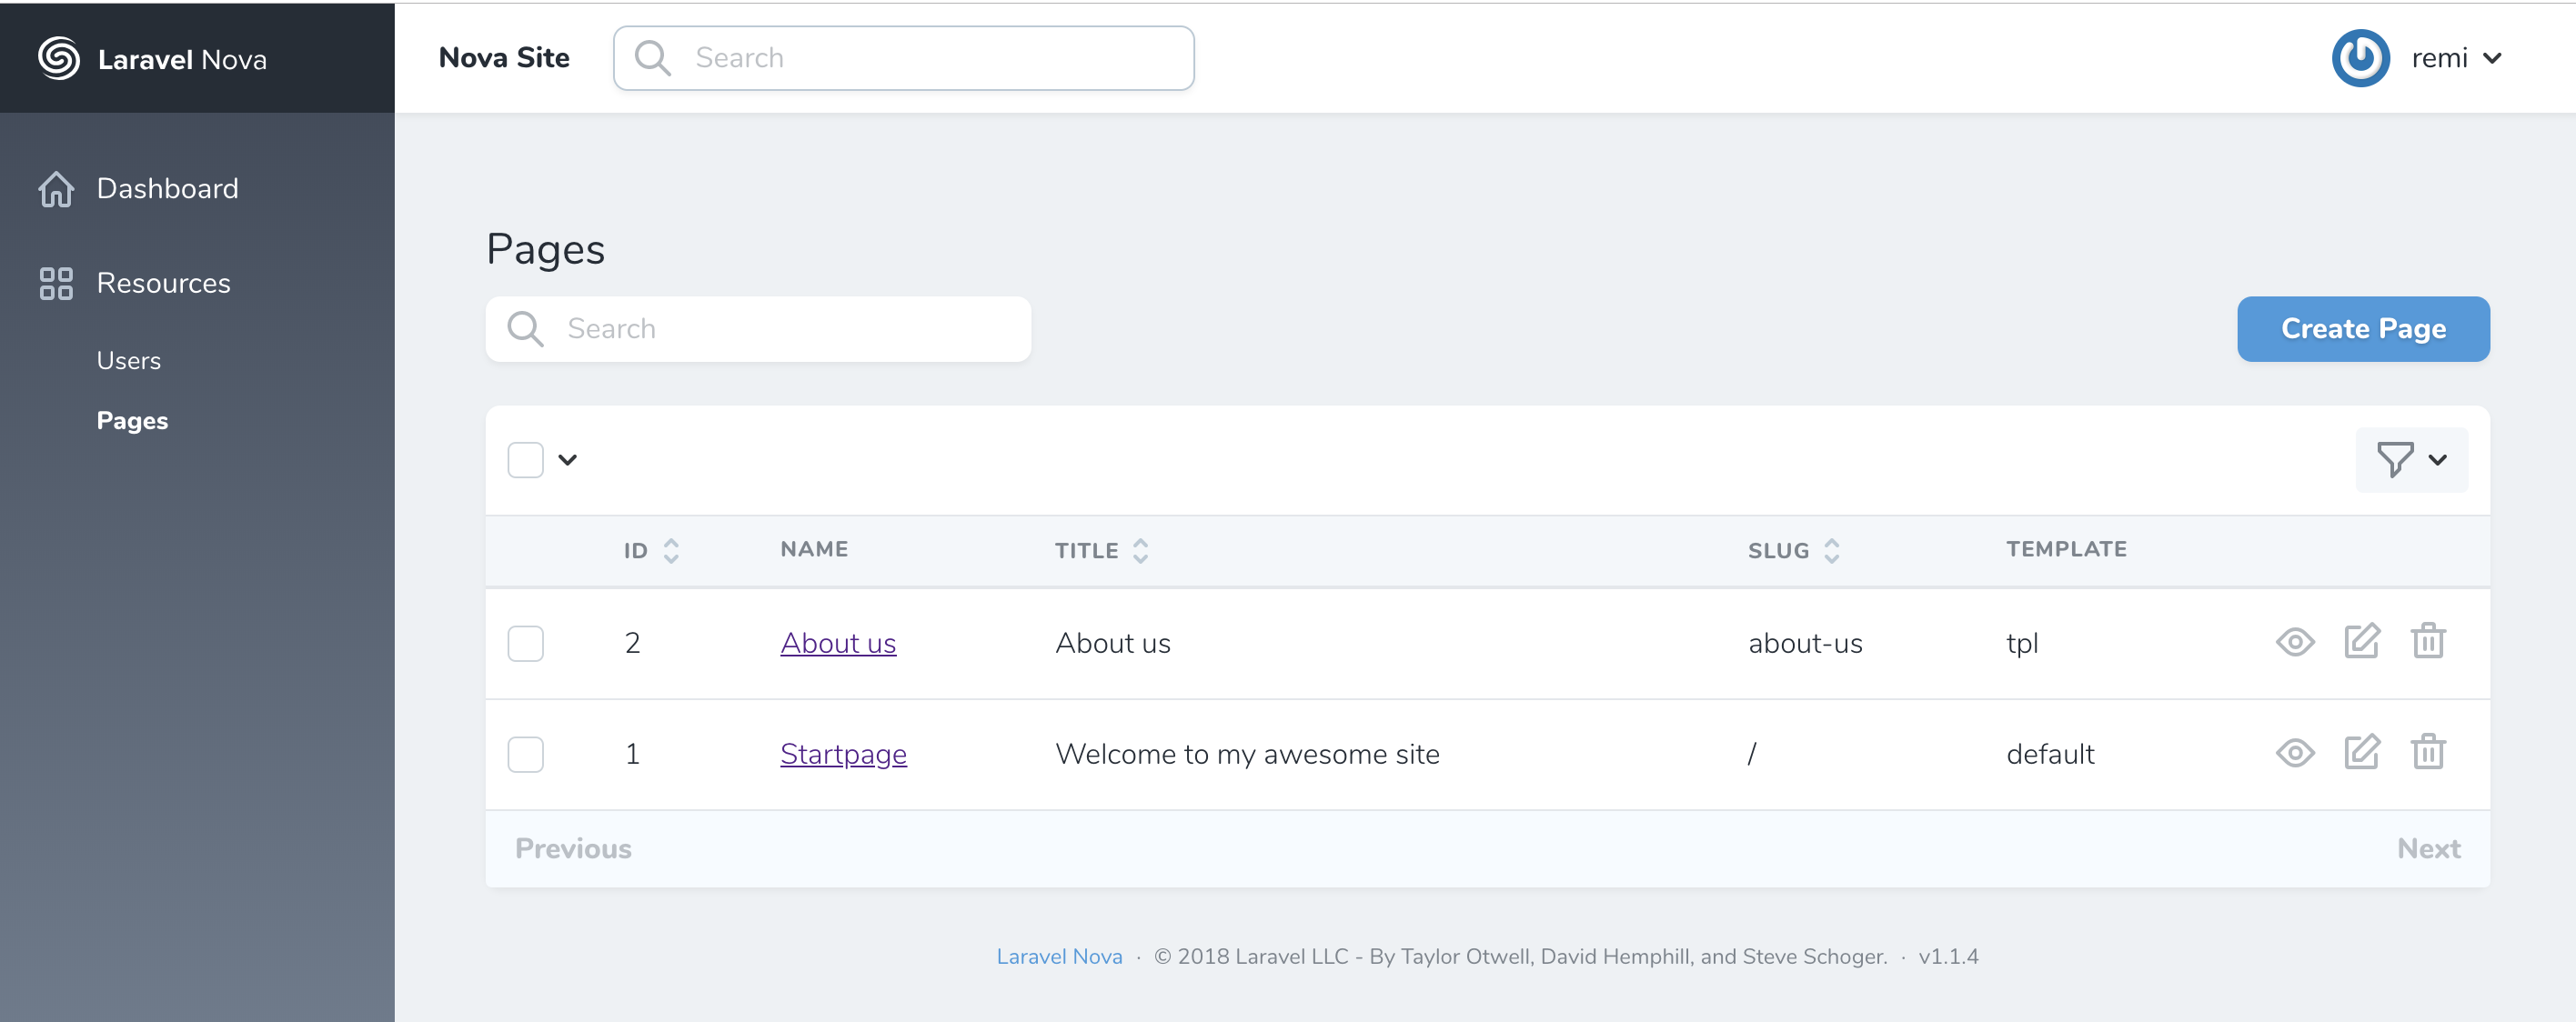 Laravel Nova
Nova Site
Search
remi
Dashboard
Resources
Users
Pages
Pages
Search
Create Page
ID NAME TITLE SLUG TEMPLATE
2 About us About us about-us tpl
1 Startpage Welcome to my awesome site / default
Previous Next
Laravel Nova · © 2018 Laravel LLC - By Taylor Otwell, David Hemphill, and Steve Schoger. · v1.1.4